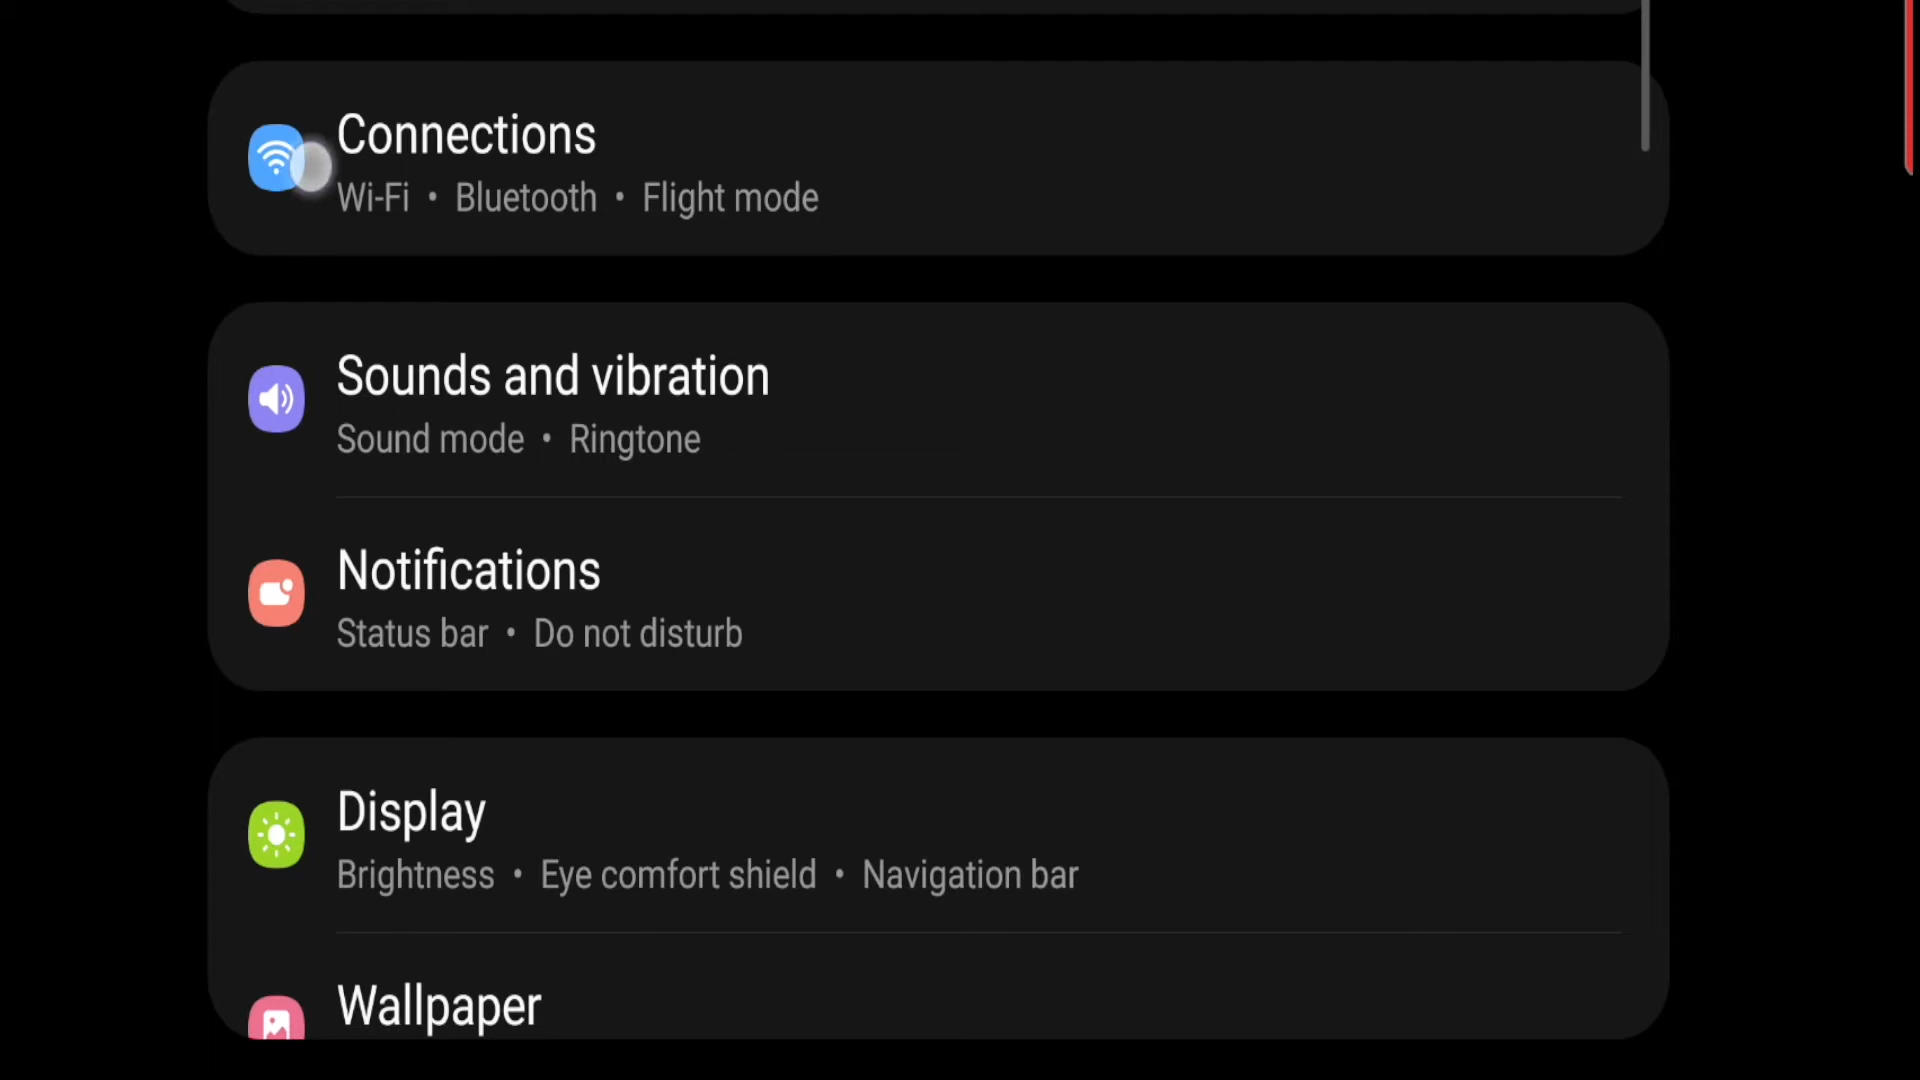 Connections
Wi-Fi • Bluetooth • Flight mode
Sounds and vibration
Sound mode • Ringtone
Notifications
Status bar • Do not disturb
Display
Brightness • Eye comfort shield • Navigation bar
Wallpaper